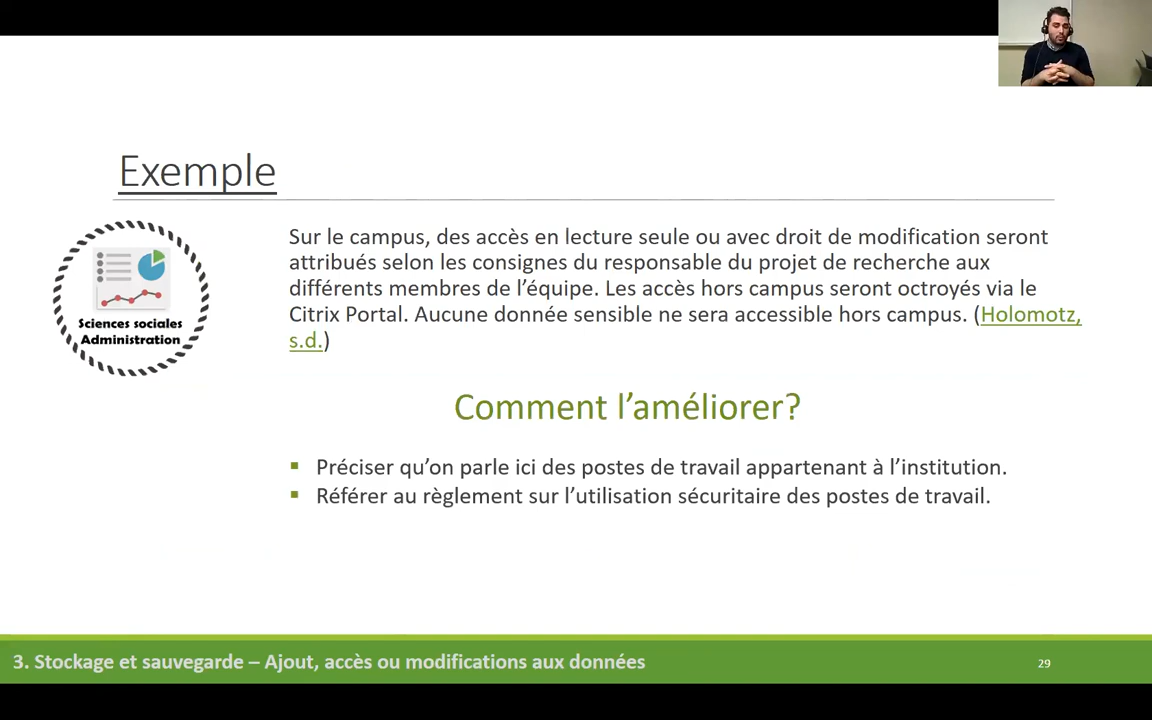 Exemple
Sur le campus, des accès en lecture seule ou avec droit de modification seront
attribués selon les consignes du responsable du projet de recherche aux
différents membres de l’équipe. Les accès hors campus seront octroyés via le
Citrix Portal. Aucune donnée sensible ne sera accessible hors campus. (Holomotz,
s.d.)
Sciences sociales
Administration
Comment l’améliorer?
▪ Préciser qu’on parle ici des postes de travail appartenant à l’institution.
▪ Référer au règlement sur l’utilisation sécuritaire des postes de travail.
3. Stockage et sauvegarde – Ajout, accès ou modifications aux données
29